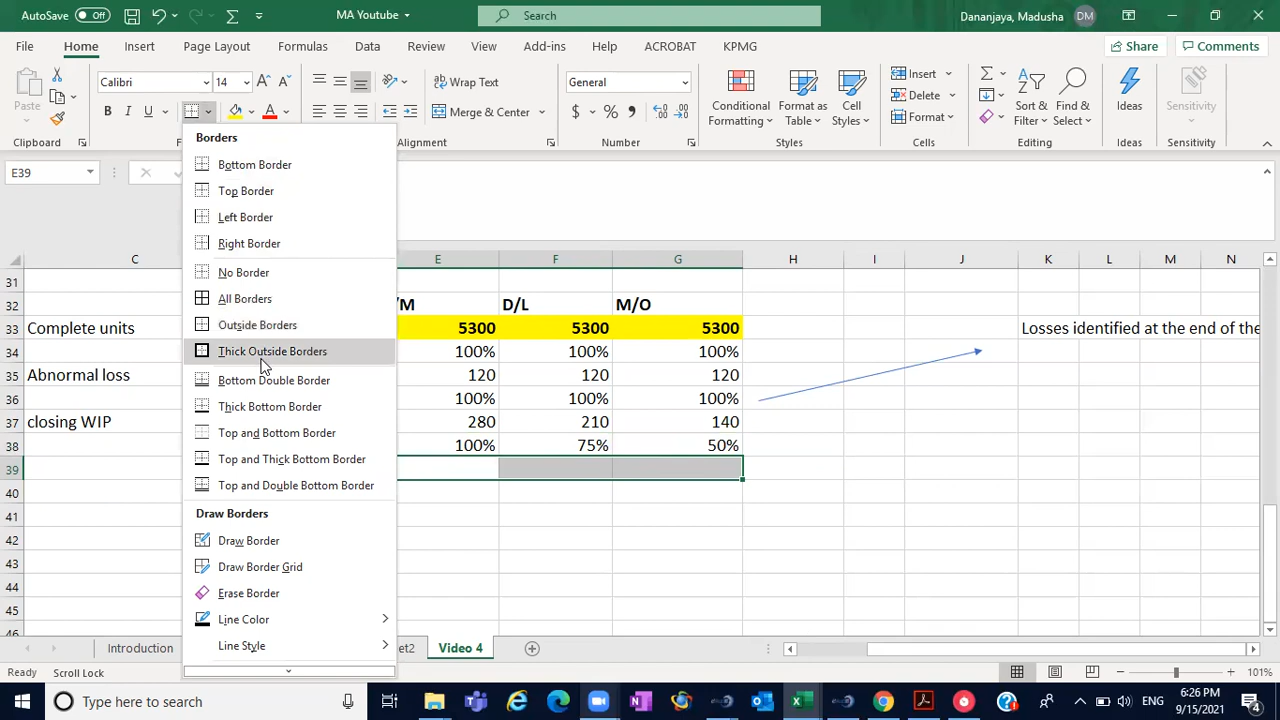 AutoSave Off MA Youtube Search Dananjaya, Madusha DM
File Home Insert Page Layout Formulas Data Review View Add-ins Help ACROBAT KPMG Share Comments
Paste Calibri 14 Wrap Text General Conditional Format as Cell Insert Sort & Find & Ideas Sensitivity
B I U Merge & Center $ % Formatting Table Styles Delete Filter Select
Format
Clipboard Alignment Number Styles Cells Editing Ideas Sensitivity
Borders
Bottom Border
E39
Top Border
Left Border
Right Border
C E F G H I J K L M N
No Border
31
All Borders
32 /M D/L M/O
Outside Borders
33 Complete units 5300 5300 5300 Losses identified at the end of the
Thick Outside Borders
34 100% 100% 100%
35 Abnormal loss 120 120 120
Bottom Double Border
36 100% 100% 100%
Thick Bottom Border
37 closing WIP 280 210 140
Top and Bottom Border
38 100% 75% 50%
Top and Thick Bottom Border
39
Top and Double Bottom Border
40
Draw Borders
41
Draw Border
42
Draw Border Grid
43
Erase Border
44
Line Color
45
Line Style
46
Introduction et2 Video 4
Ready Scroll Lock 101%
Type here to search ENG 6:26 PM
9/15/2021 4